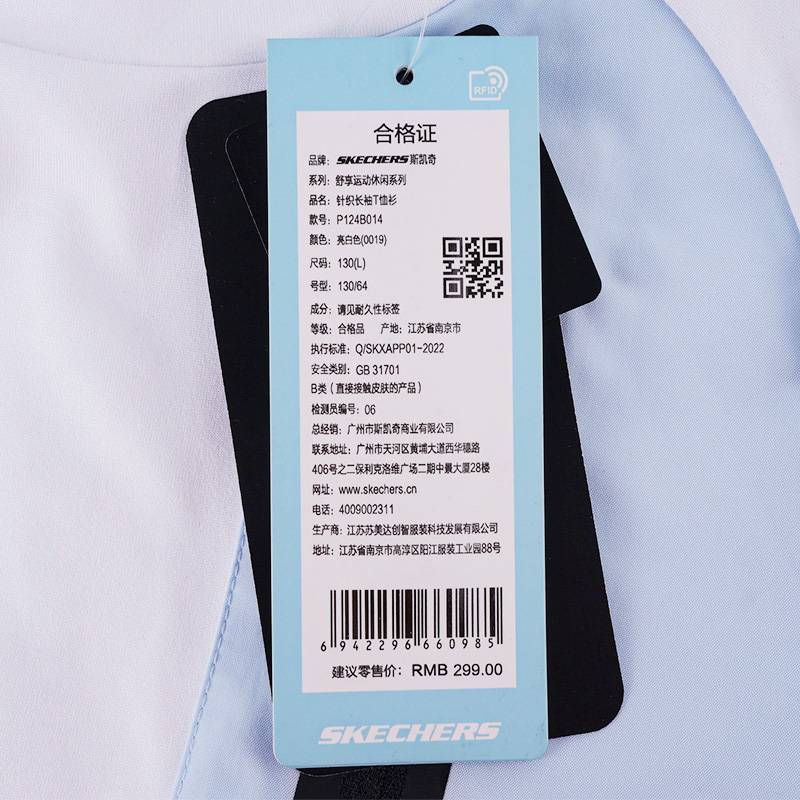 RFID
合格证
品牌：SKECHERS斯凯奇
系列：舒享运动休闲系列
品名：针织长袖T恤衫
款号：P124B014
颜色：亮白色(0019)
尺码：130(L)
号型：130/64
成分：请见耐久性标签
等级：合格品 产地：江苏省南京市
执行标准：Q/SKXAPP01-2022
安全类别：GB 31701
B类（直接接触皮肤的产品）
检测员编号：06
总经销：广州市斯凯奇商业有限公司
联系地址：广州市天河区黄埔大道西华穗路
406号之二保利克洛维广场二期中景大厦28楼
网址：www.skechers.cn
电话：4009002311
生产商：江苏苏美达创智服装科技发展有限公司
地址：江苏省南京市高淳区阳江服装工业园88号
6942296660985
建议零售价：RMB 299.00
SKECHERS